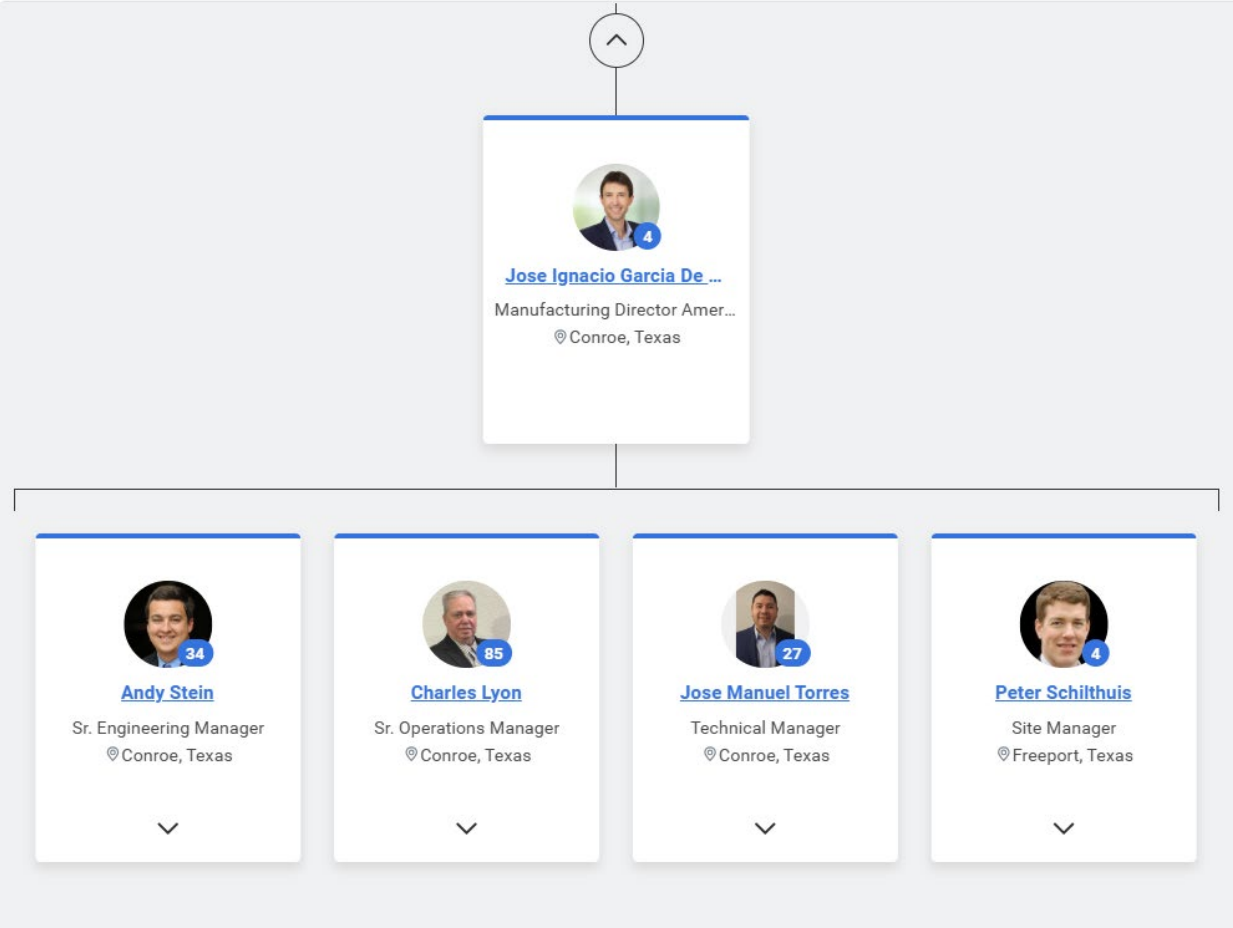 4
Jose Ignacio Garcia De ...
Manufacturing Director Amer...
Conroe, Texas
34
Andy Stein
Sr. Engineering Manager
Conroe, Texas
85
Charles Lyon
Sr. Operations Manager
Conroe, Texas
27
Jose Manuel Torres
Technical Manager
Conroe, Texas
4
Peter Schilthuis
Site Manager
Freeport, Texas